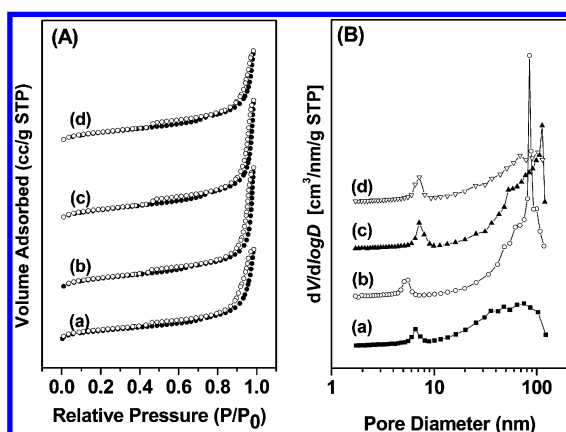 (A)
(d)
(c)
(b)
(a)
Volume Adsorbed (cc/g STP)
0.0 0.2 0.4 0.6 0.8 1.0
Relative Pressure (P/P0)
(B)
(d)
(c)
(b)
(a)
dV/dlogD [cm³/nm/g STP]
1 10 100
Pore Diameter (nm)